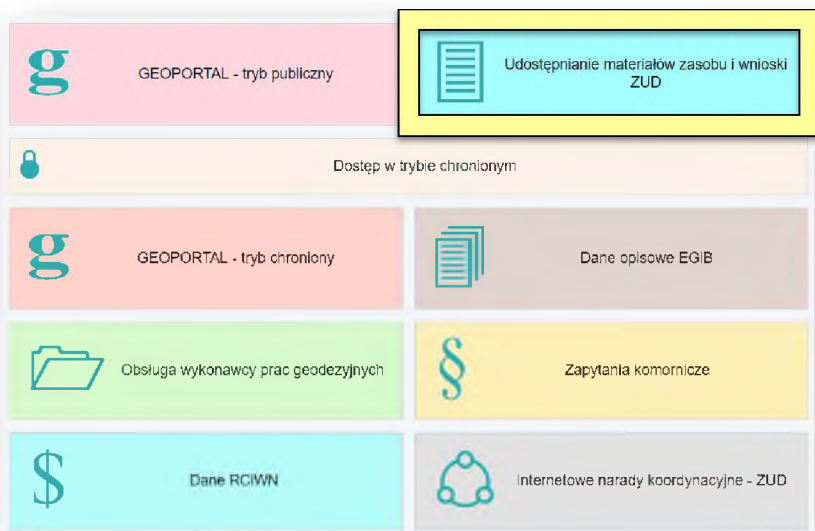 g
GEOPORTAL - tryb publiczny
Udostępnianie materiałów zasobu i wnioski
ZUD
Dostęp w trybie chronionym
g
GEOPORTAL - tryb chroniony
Dane opisowe EGiB
Obsługa wykonawcy prac geodezyjnych
§
Zapytania komornicze
$
Dane RCIWN
Internetowe narady koordynacyjne - ZUD